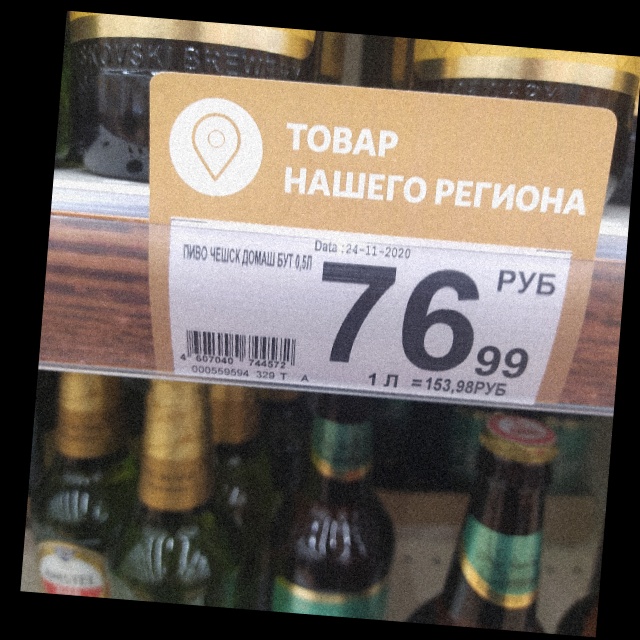 ТОВАР
НАШЕГО РЕГИОНА
Data :24-11-2020
ПИВО ЧЕШСК ДОМАШ БУТ 0,5Л
76 99 РУБ
4 607040 744572
000559594 329 Т А
1 Л =153,98РУБ